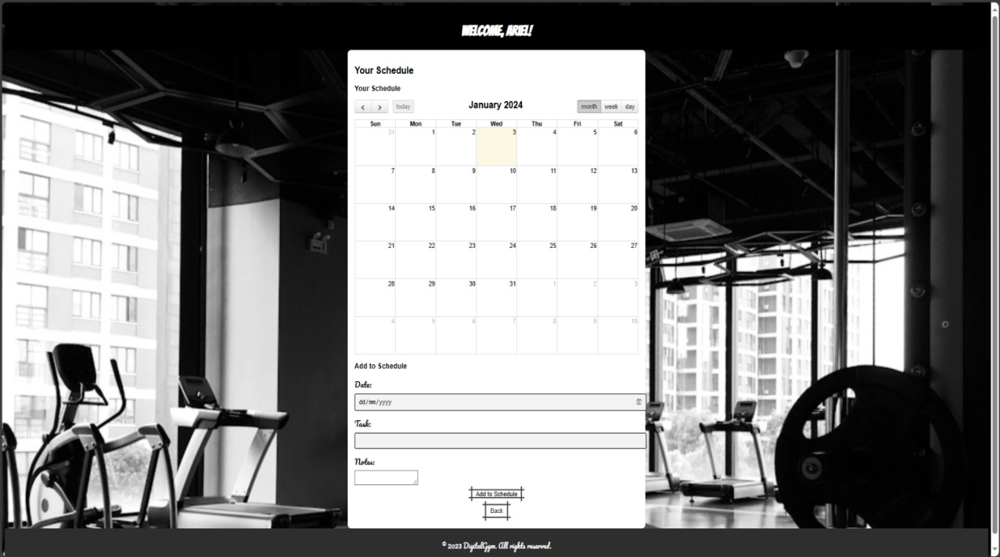 WELCOME, ARIEL!
Your Schedule
Your Schedule
< > today January 2024 month week day
Sun Mon Tue Wed Thu Fri Sat
31 1 2 3 4 5 6
7 8 9 10 11 12 13
14 15 16 17 18 19 20
21 22 23 24 25 26 27
28 29 30 31 1 2 3
4 5 6 7 8 9 10
Add to Schedule
Date:
dd/mm/yyyy
Task:
Notes:
Add to Schedule
Back
© 2023 DigitalGym. All rights reserved.